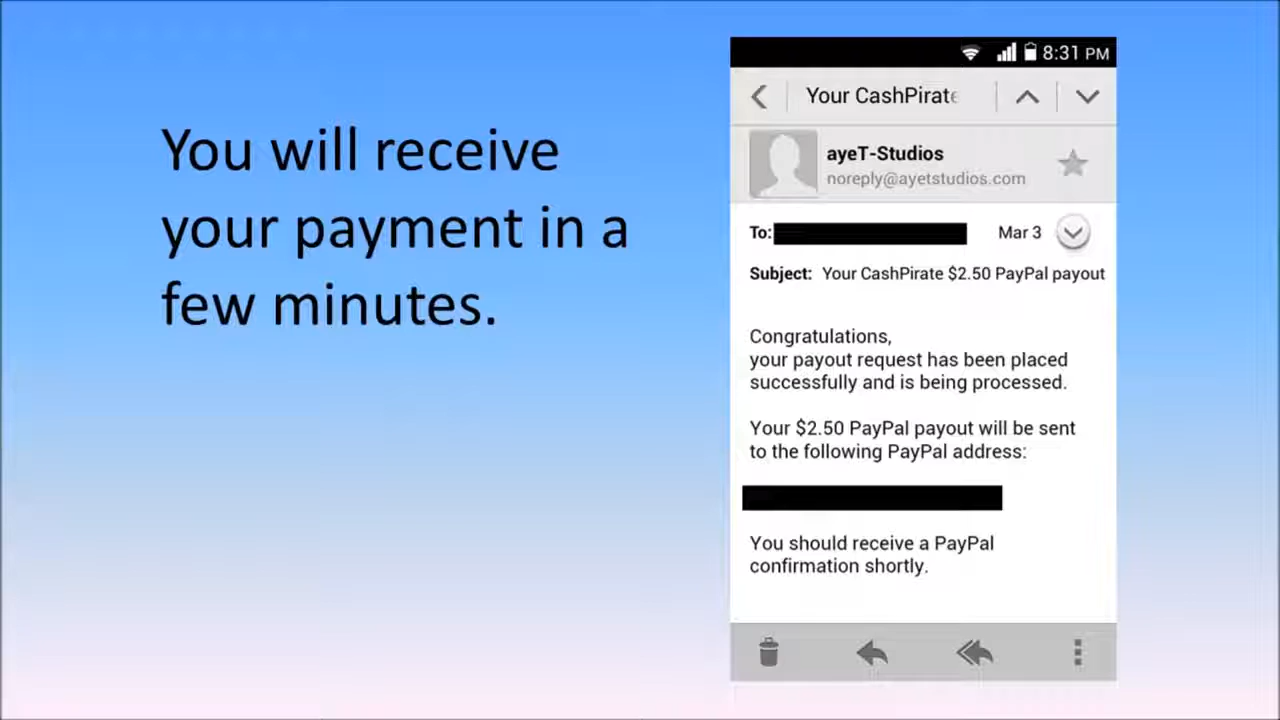 You will receive
your payment in a
few minutes.
8:31 PM
Your CashPirate
ayeT-Studios
noreply@ayetstudios.com
To: Mar 3
Subject: Your CashPirate $2.50 PayPal payout
Congratulations,
your payout request has been placed
successfully and is being processed.
Your $2.50 PayPal payout will be sent
to the following PayPal address:
You should receive a PayPal
confirmation shortly.